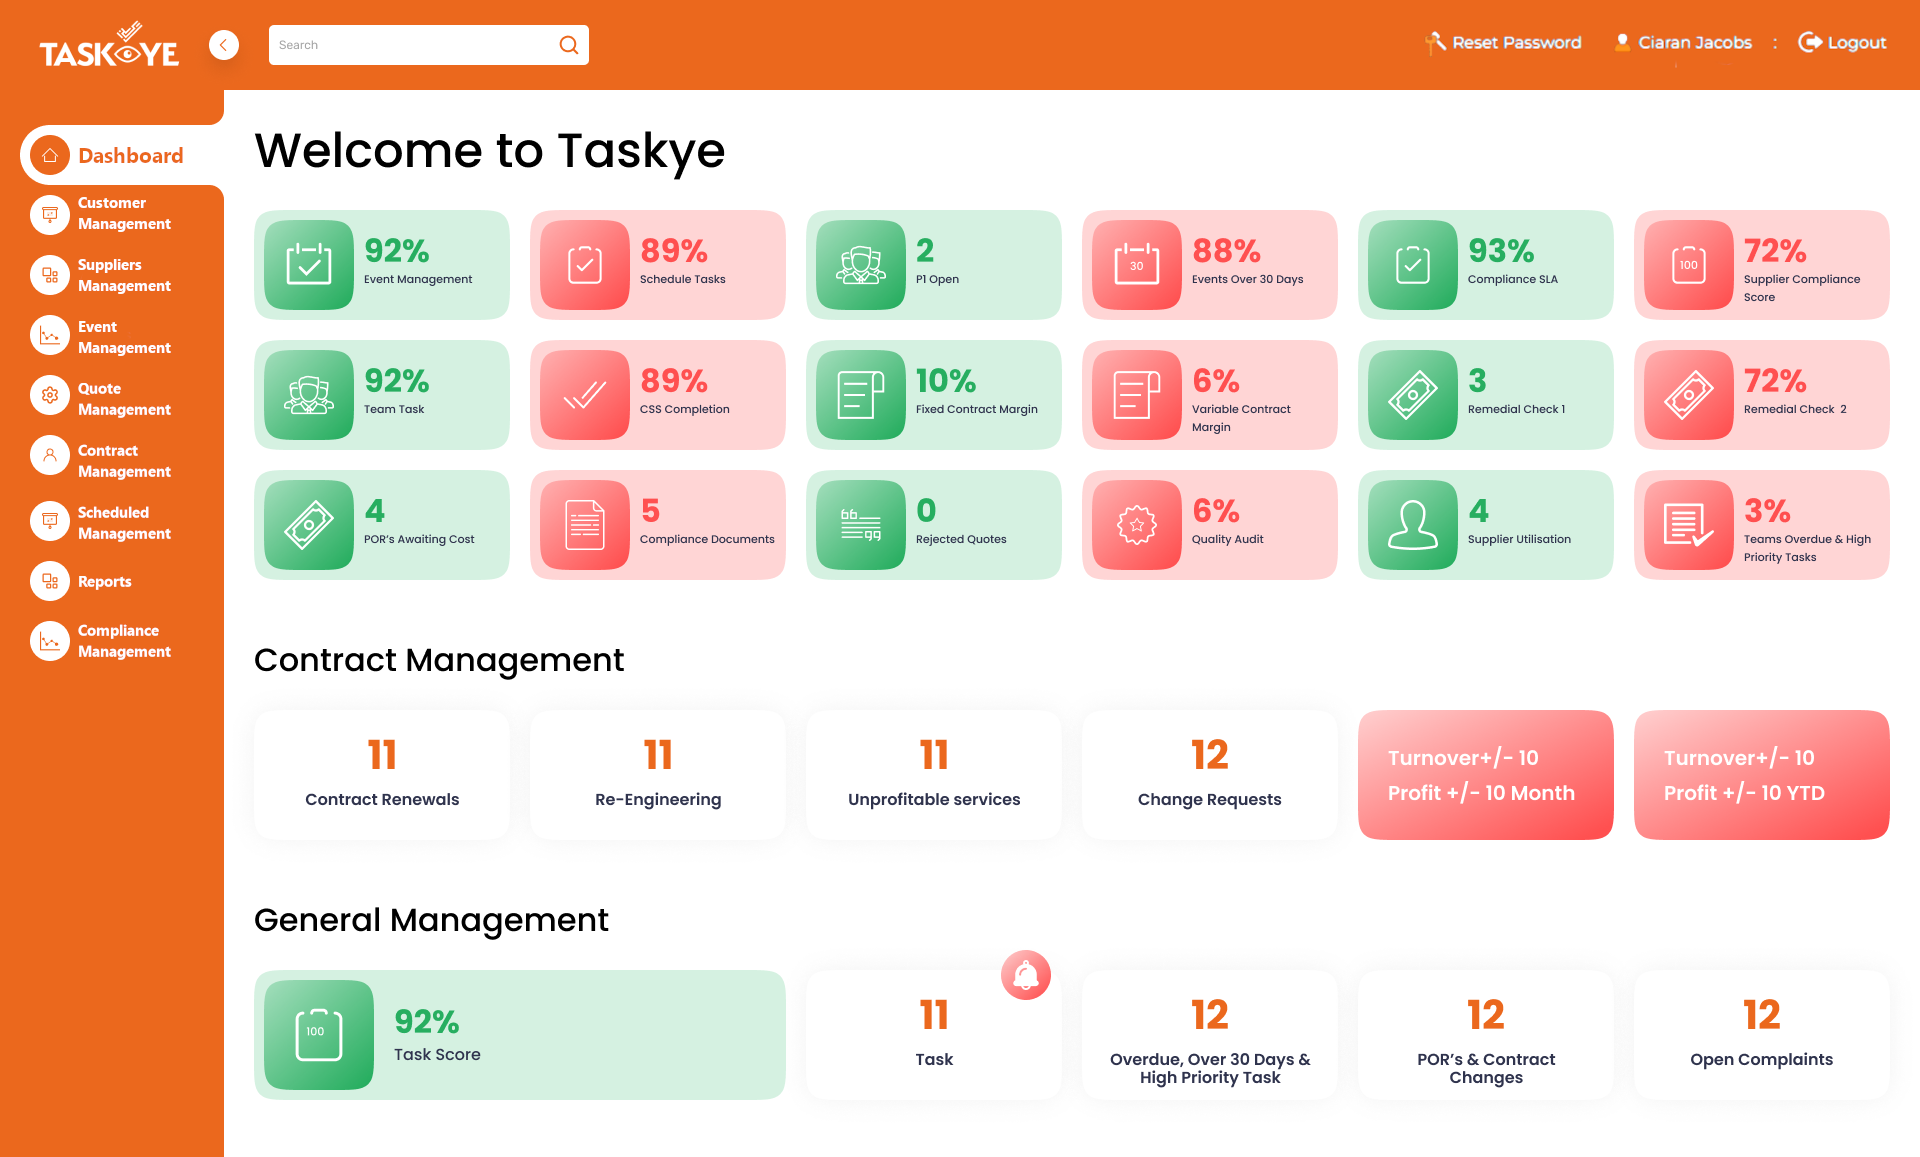 TASKEYE
Search
Reset Password
Ciaran Jacobs
:
Logout
Dashboard
Customer
Management
Suppliers
Management
Event
Management
Quote
Management
Contract
Management
Scheduled
Management
Reports
Compliance
Management
Welcome to Taskye
92%
Event Management
89%
Schedule Tasks
2
P1 Open
30
88%
Events Over 30 Days
93%
Compliance SLA
100
72%
Supplier Compliance
Score
92%
Team Task
89%
CSS Completion
10%
Fixed Contract Margin
6%
Variable Contract
Margin
3
Remedial Check 1
72%
Remedial Check 2
4
POR’s Awaiting Cost
5
Compliance Documents
0
Rejected Quotes
6%
Quality Audit
4
Supplier Utilisation
3%
Teams Overdue & High
Priority Tasks
Contract Management
11
Contract Renewals
11
Re-Engineering
11
Unprofitable services
12
Change Requests
Turnover+/- 10
Profit +/- 10 Month
Turnover+/- 10
Profit +/- 10 YTD
General Management
100
92%
Task Score
11
Task
12
Overdue, Over 30 Days &
High Priority Task
12
POR’s & Contract
Changes
12
Open Complaints